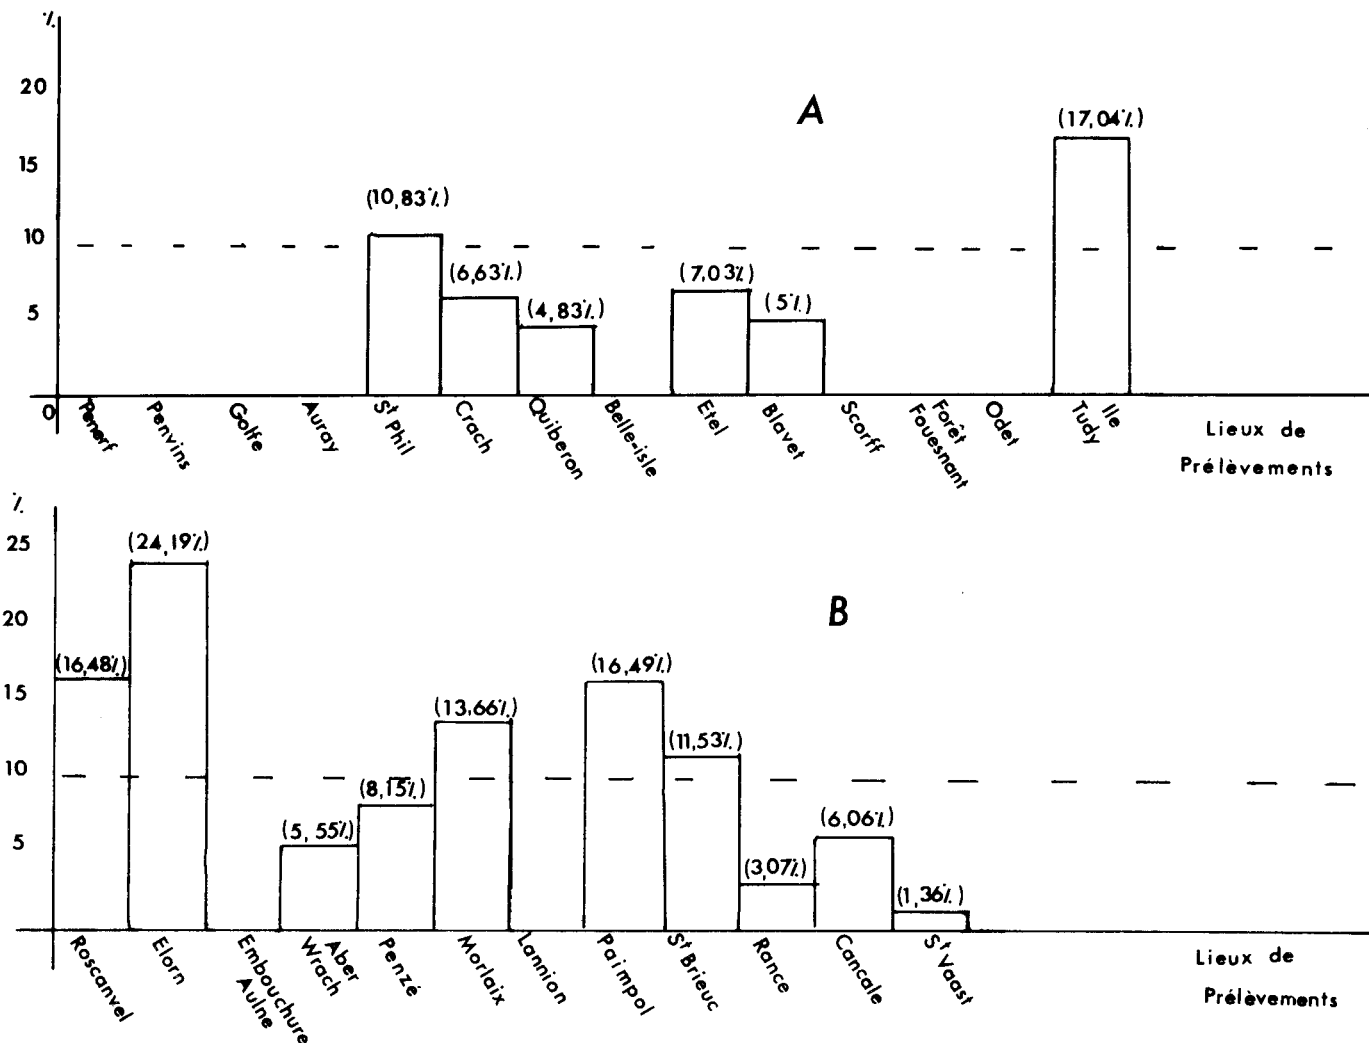 %
20
A
(17,04%)
15
(10,83%)
10
(6,63%)
(7,03%)
(4,83%)
(5%)
5
0
Penerf
Penvins
Golfe
Auray
St Phil
Crach
Quiberon
Belle-isle
Etel
Blavet
Scorff
Forêt
Fouesnant
Odet
Ile
Tudy
Lieux de
Prélèvements
%
25
(24,19%)
B
20
(16,48%)
(16,49%)
15
(13,66%)
(11,53%)
10
(8,15%)
(5,55%)
(6,06%)
5
(3,07%)
(1,36%)
Roscanvel
Elorn
Embouchure
Aulne
Aber
Wrach
Penzé
Morlaix
Lannion
Paimpol
St Brieuc
Rance
Cancale
St Vaast
Lieux de
Prélèvements